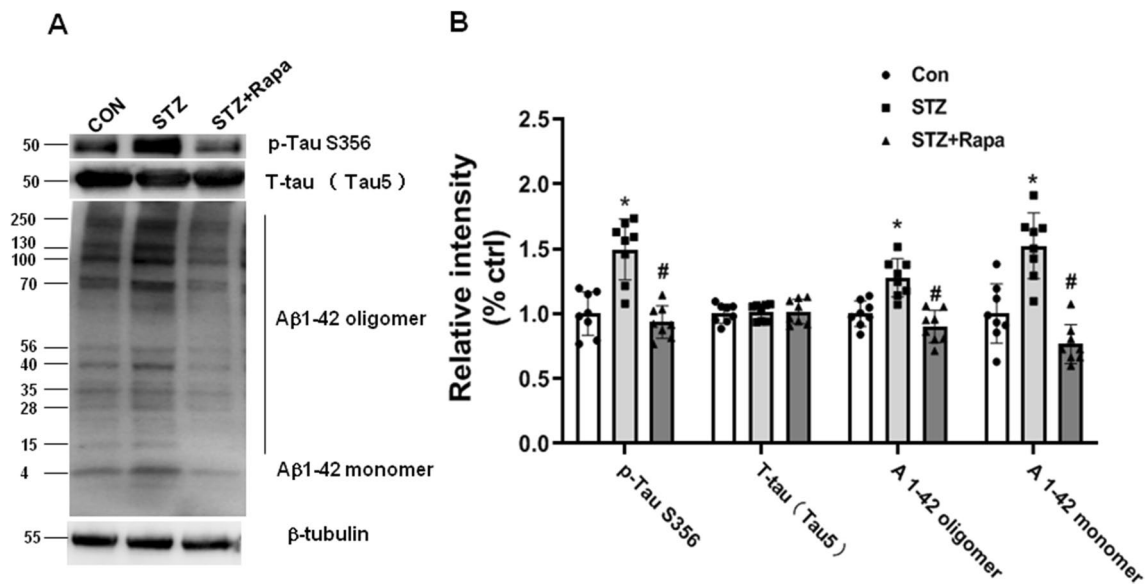 A
CON STZ STZ+Rapa
50 p-Tau S356
50 T-tau （Tau5）
250
130
100
70
Aβ1-42 oligomer
56
40
35
28
15
4 Aβ1-42 monomer
55 β-tubulin
B
Con
STZ
STZ+Rapa
Relative intensity
(% ctrl)
2.5
2.0
1.5
1.0
0.5
0.0
* # * # * #
p-Tau S356
T-tau（Tau5）
A 1-42 oligomer
A 1-42 monomer